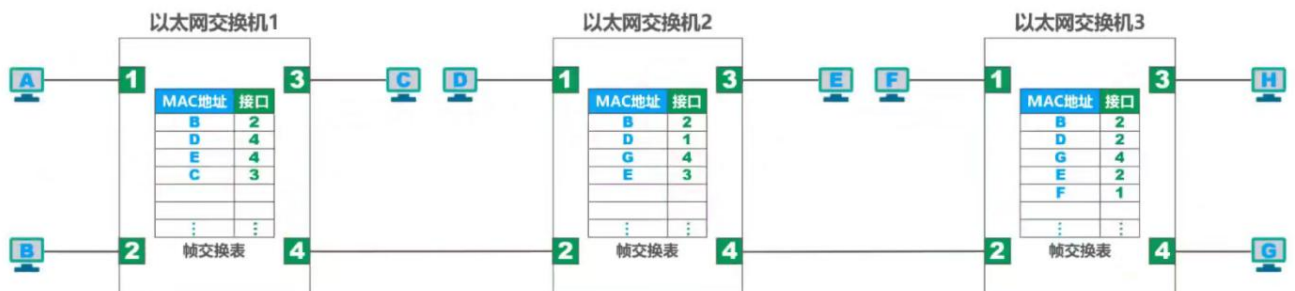 以太网交换机1
以太网交换机2
以太网交换机3
A
1
3
C
D
1
3
E
F
1
3
H
MAC地址 接口
B 2
D 4
E 4
C 3
⋮ ⋮
帧交换表
MAC地址 接口
B 2
D 1
G 4
E 3
⋮ ⋮
帧交换表
MAC地址 接口
B 2
D 2
G 4
E 2
F 1
⋮ ⋮
帧交换表
B
2
4
2
4
2
4
G